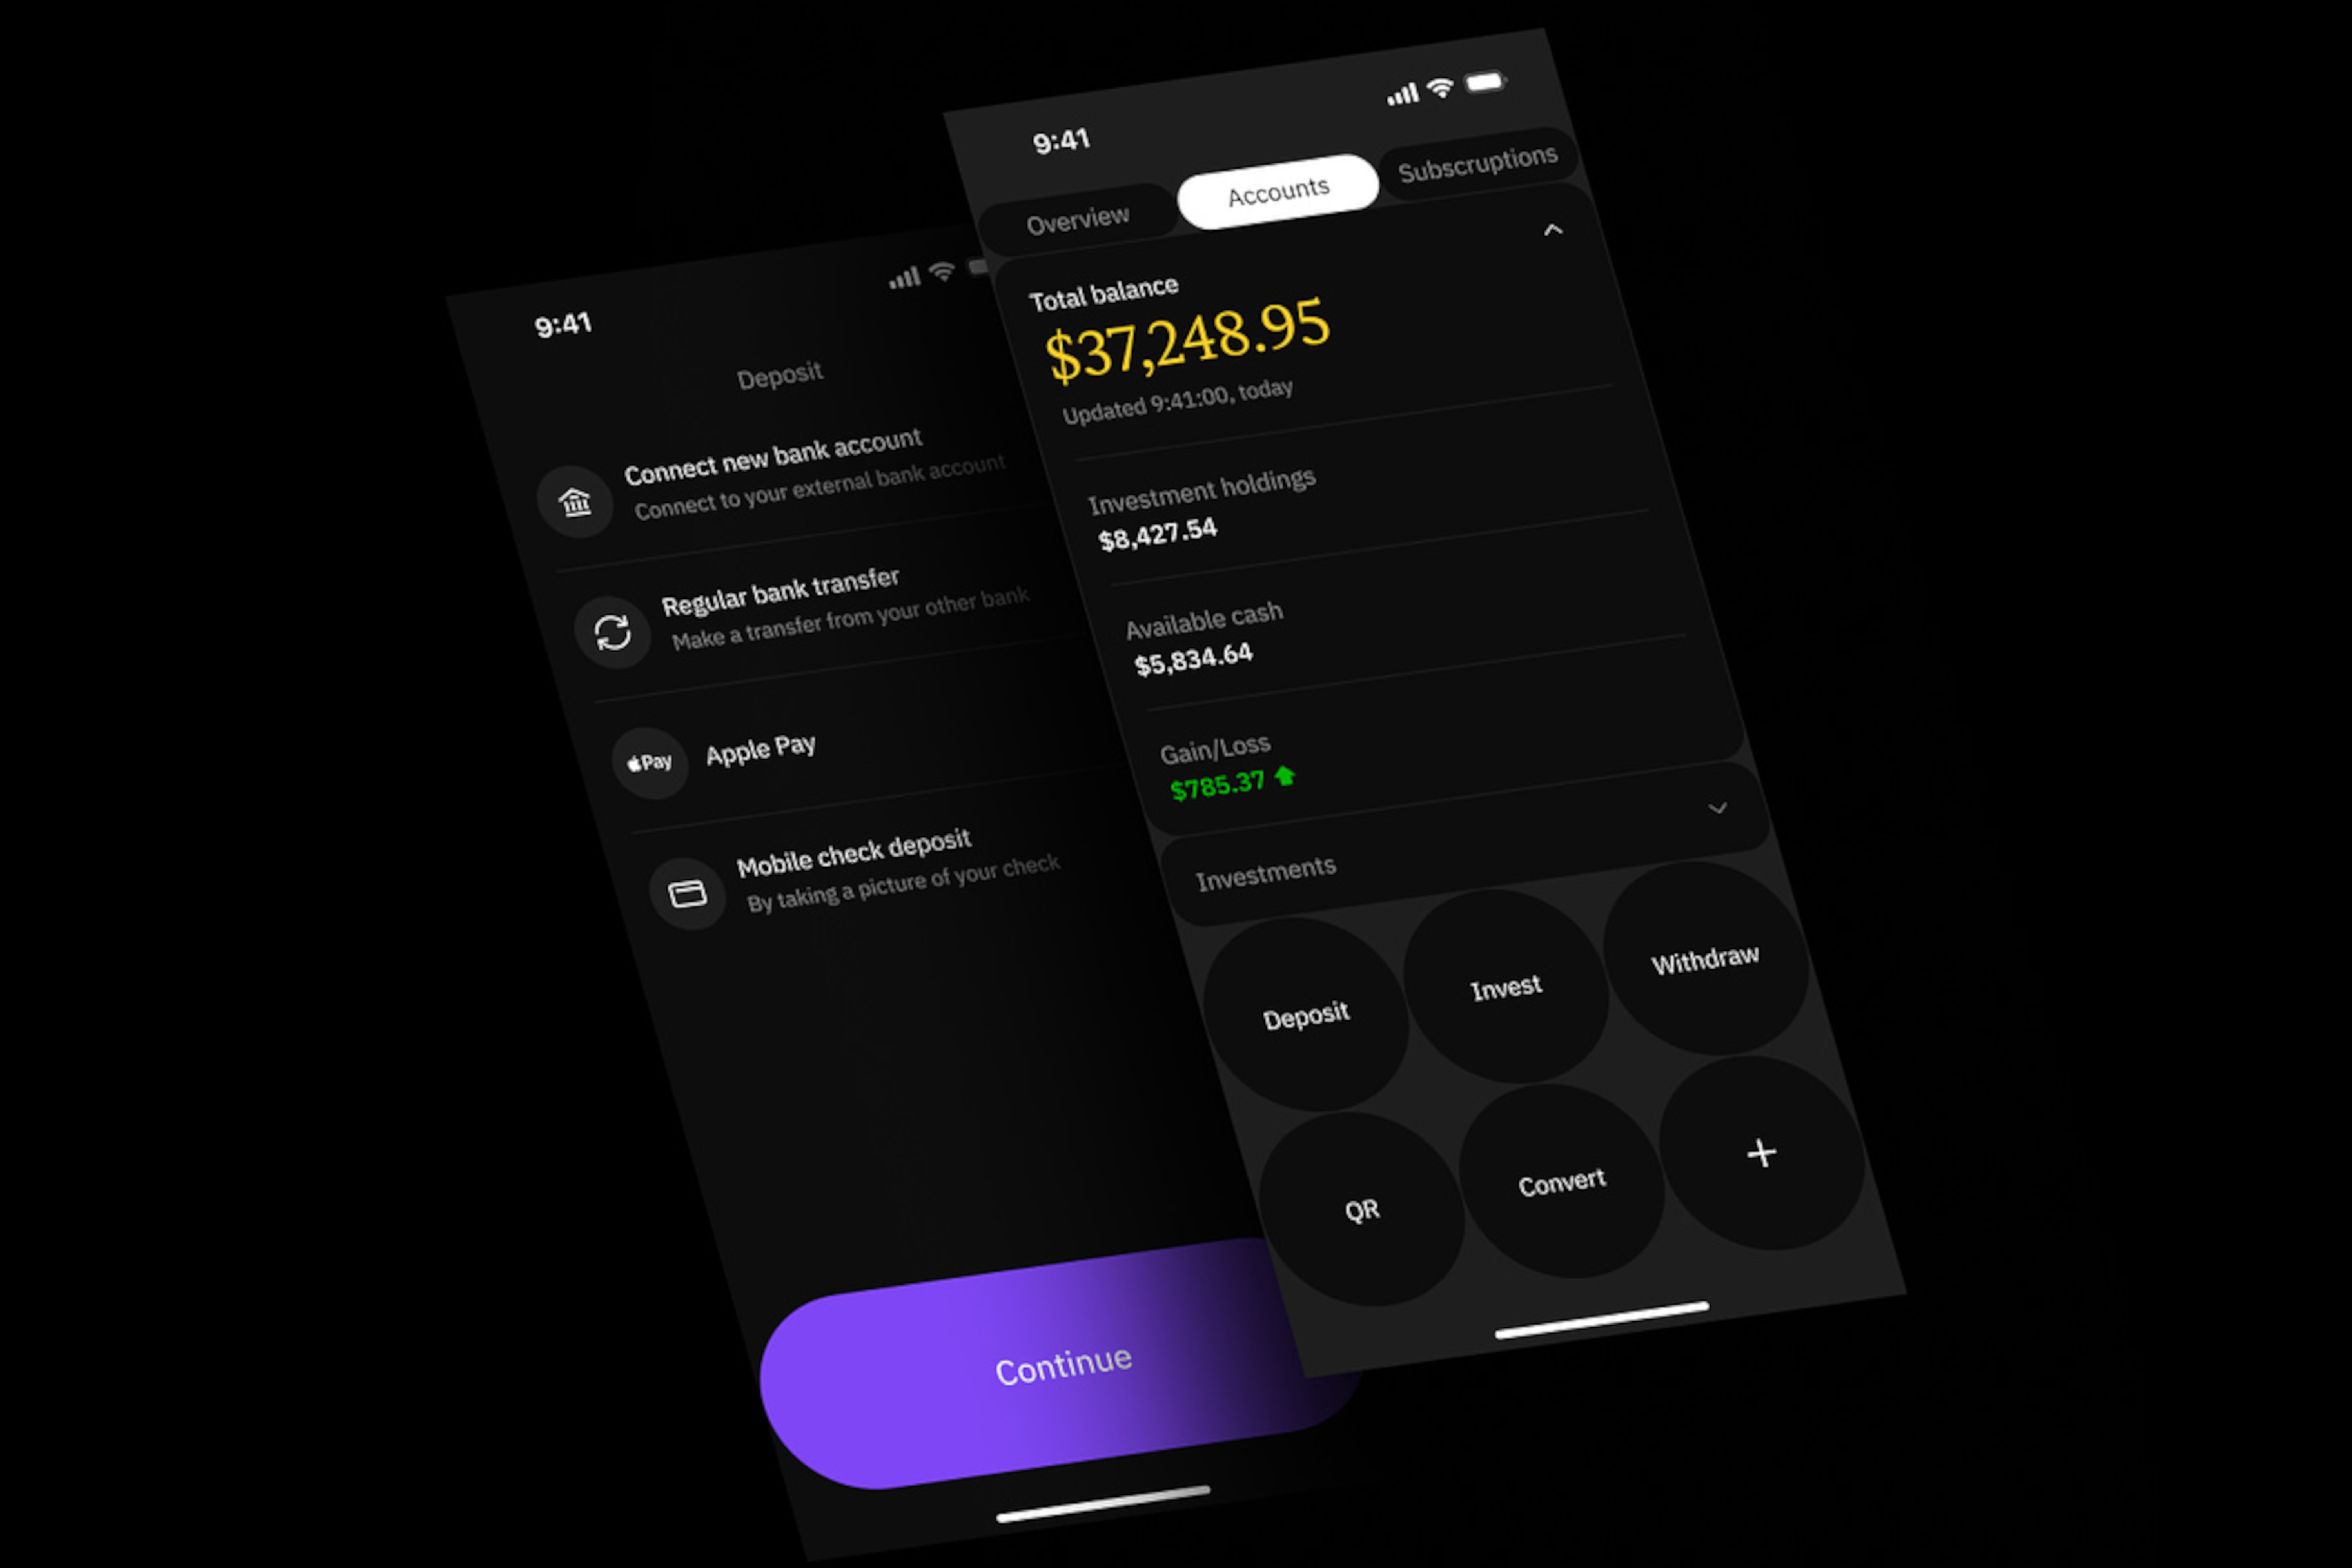 9:41
Deposit
Connect new bank account
Connect to your external bank account
Regular bank transfer
Make a transfer from your other bank
Pay
Apple Pay
Mobile check deposit
By taking a picture of your check
Continue
9:41
Overview
Accounts
Subscruptions
Total balance
$37,248.95
Updated 9:41:00, today
Investment holdings
$8,427.54
Available cash
$5,834.64
Gain/Loss
$785.37
Investments
Deposit
Invest
Withdraw
QR
Convert
+